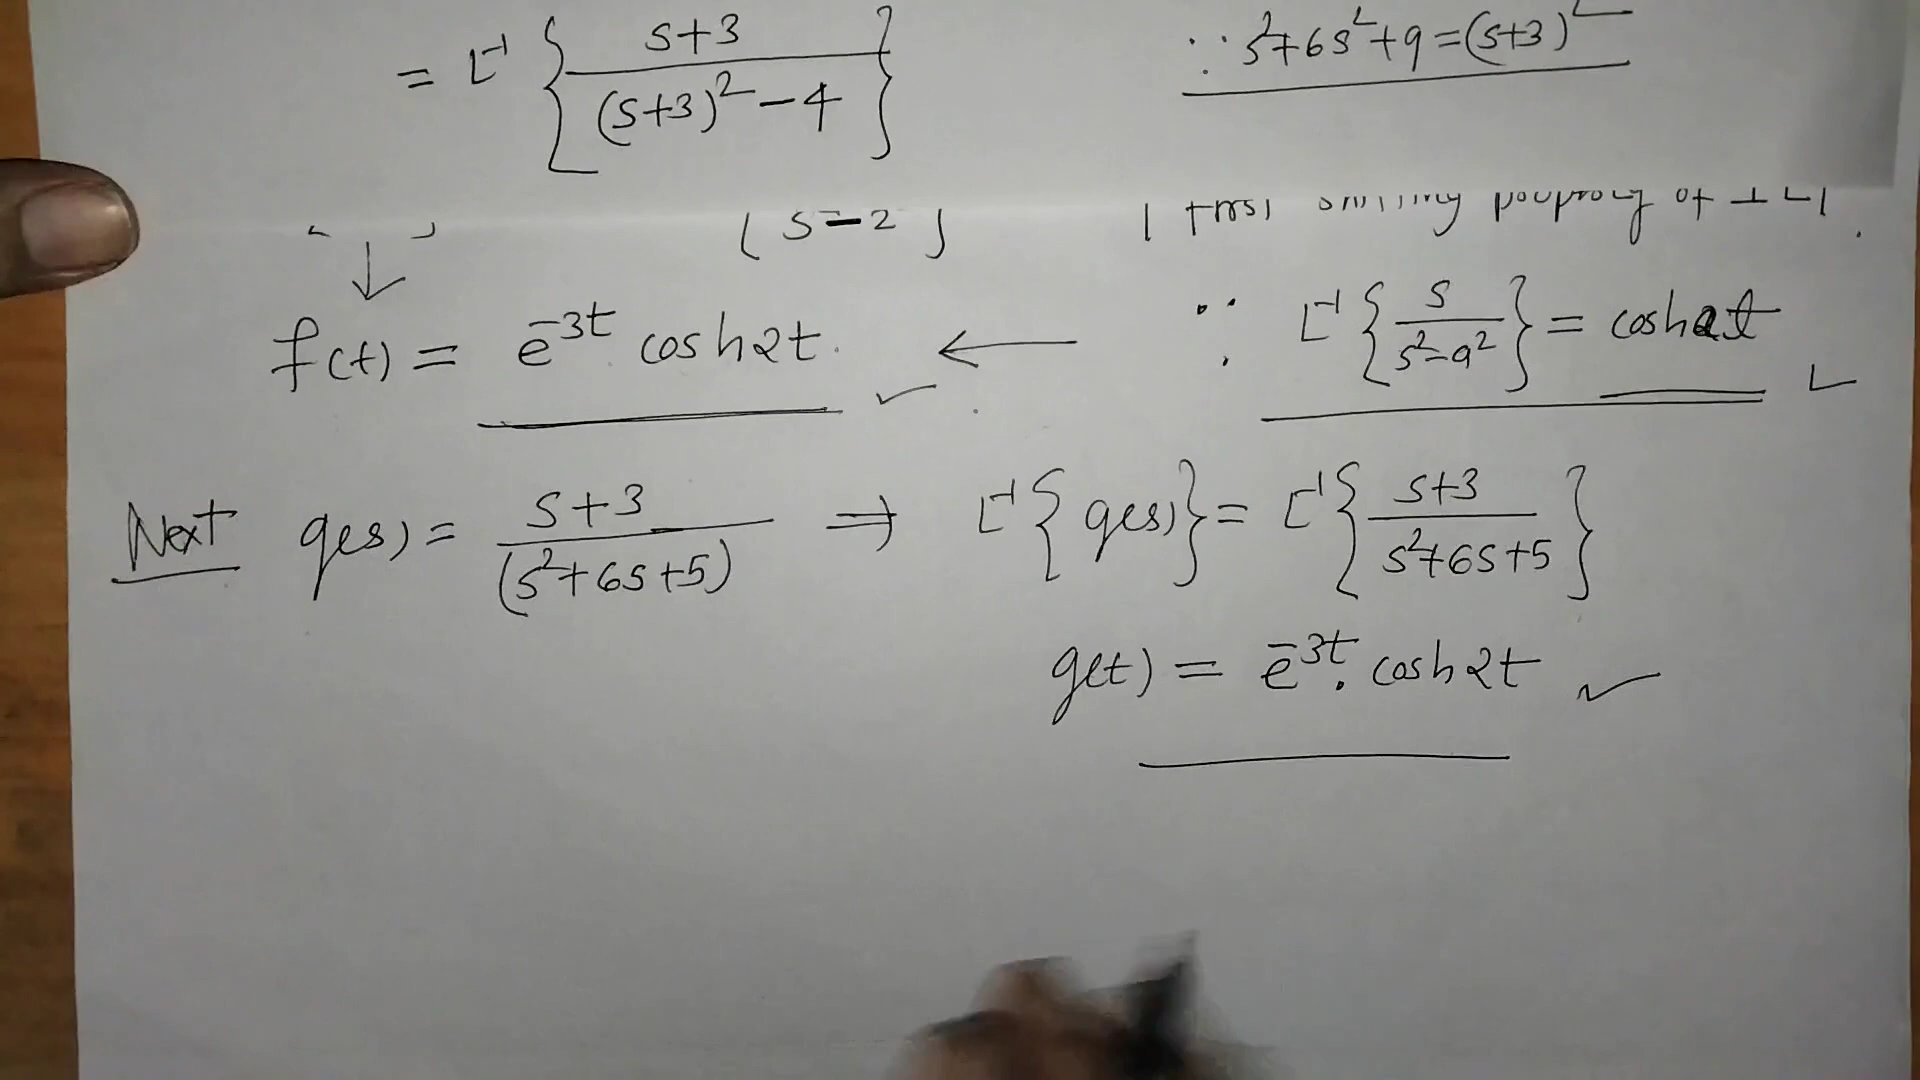 = L⁻¹ { s+3 / (s+3)² - 4 } ∵ s²+6s²+9 = (s+3)²
f(t) = e⁻³ᵗ cosh2t. ← ∵ L⁻¹ { s / s²-a² } = coshat ✓
Next g(s) = s+3 / (s²+6s+5) ⇒ L⁻¹ { g(s) } = L⁻¹ { s+3 / s²+6s+5 }
g(t) = e⁻³ᵗ . cosh2t ✓